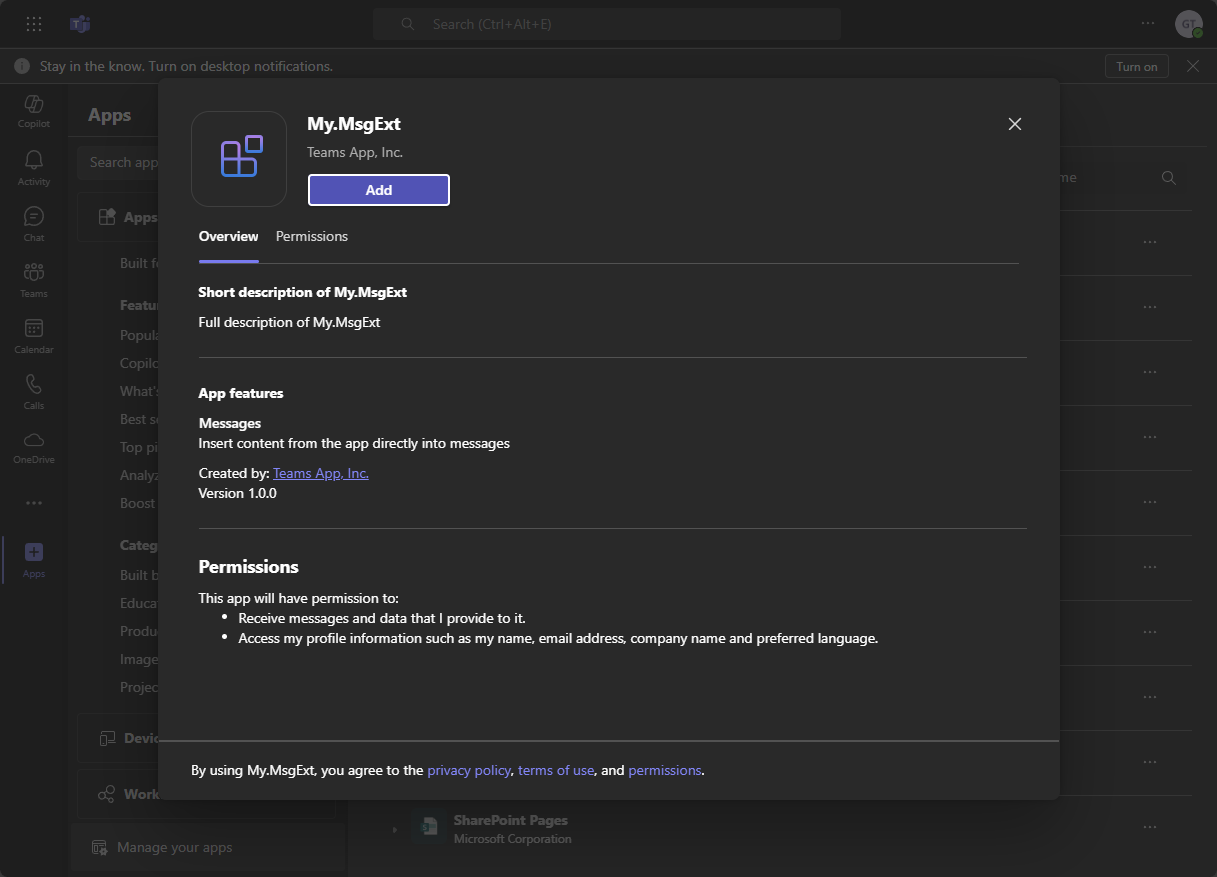 Search (Ctrl+Alt+E)
GT
Stay in the know. Turn on desktop notifications.
Turn on
Copilot
Activity
Chat
Teams
Calendar
Calls
OneDrive
Apps
Apps
Search app
Apps
Built f
Featu
Popula
Copilo
What's
Best se
Top pi
Analyz
Boost
Categ
Built b
Educa
Produ
Image
Projec
Devic
Work
Manage your apps
me
My.MsgExt
Teams App, Inc.
Add
Overview
Permissions
Short description of My.MsgExt
Full description of My.MsgExt
App features
Messages
Insert content from the app directly into messages
Created by: Teams App, Inc.
Version 1.0.0
Permissions
This app will have permission to:
• Receive messages and data that I provide to it.
• Access my profile information such as my name, email address, company name and preferred language.
By using My.MsgExt, you agree to the privacy policy, terms of use, and permissions.
SharePoint Pages
Microsoft Corporation